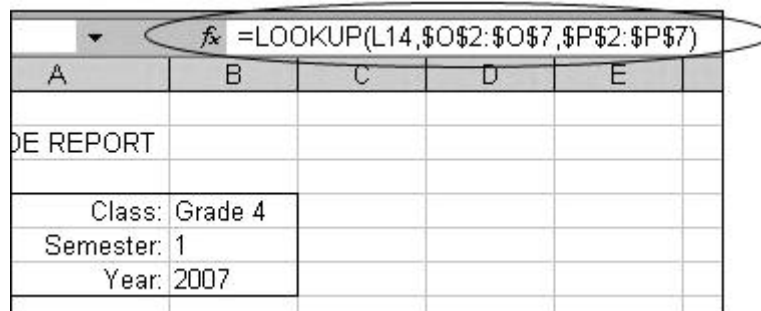 fx =LOOKUP(L14,$O$2:$O$7,$P$2:$P$7)
A B C D E
DE REPORT
Class: Grade 4
Semester: 1
Year: 2007